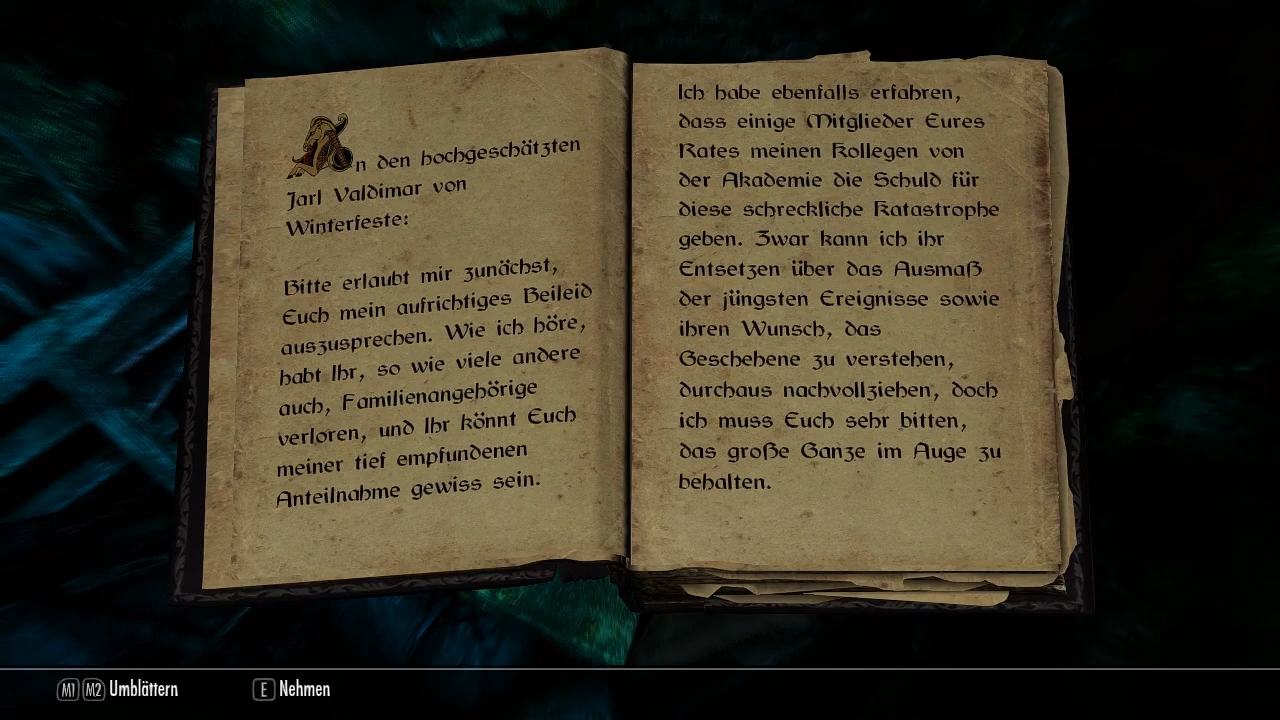 An den hochgeschätzten
Jarl Valdimar von
Winterfeste:
Bitte erlaubt mir zunächst,
Euch mein aufrichtiges Beileid
auszusprechen. Wie ich höre,
habt Ihr, so wie viele andere
auch, Familienangehörige
verloren, und Ihr könnt Euch
meiner tief empfundenen
Anteilnahme gewiss sein.
Ich habe ebenfalls erfahren,
dass einige Mitglieder Eures
Rates meinen Kollegen von
der Akademie die Schuld für
diese schreckliche Katastrophe
geben. Zwar kann ich ihr
Entsetzen über das Ausmaß
der jüngsten Ereignisse sowie
ihren Wunsch, das
Geschehene zu verstehen,
durchaus nachvollziehen, doch
ich muss Euch sehr bitten,
das große Ganze im Auge zu
behalten.
M1 M2 Umblättern E Nehmen